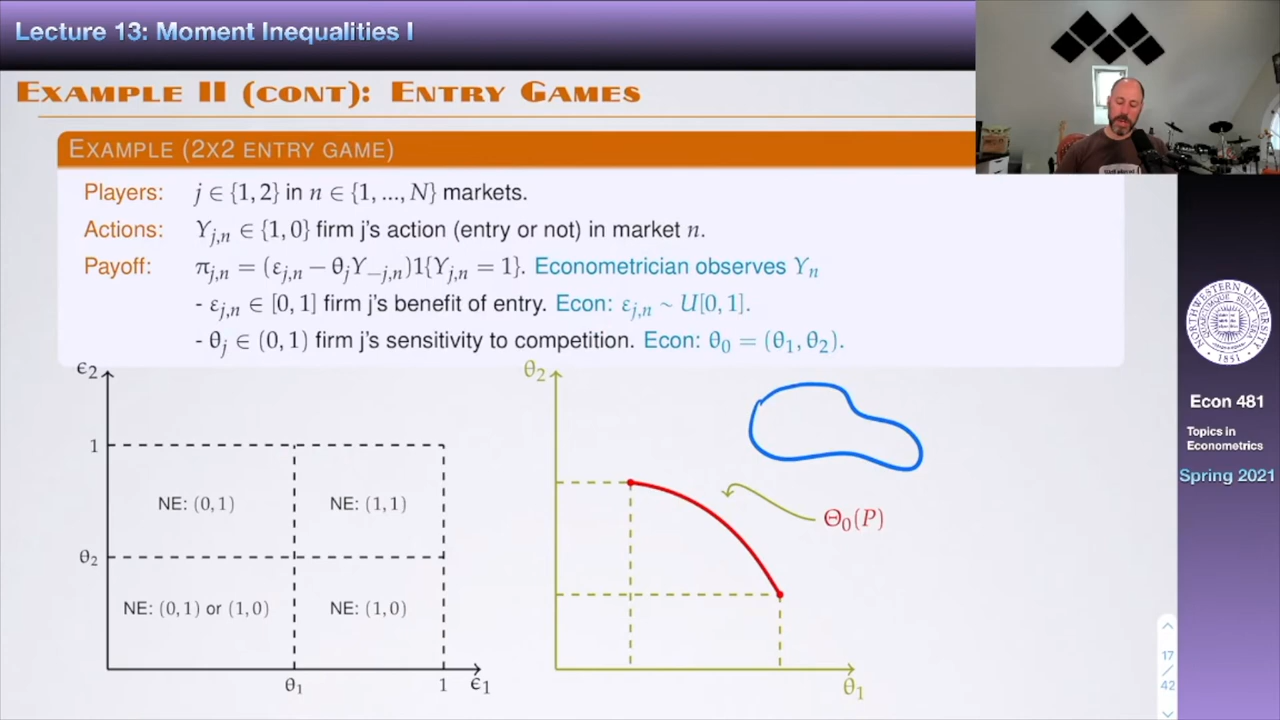 Lecture 13: Moment Inequalities I
EXAMPLE II (CONT): ENTRY GAMES
EXAMPLE (2X2 ENTRY GAME)
Players: j ∈ {1, 2} in n ∈ {1, ..., N} markets.
Actions: Y_{j,n} ∈ {1, 0} firm j's action (entry or not) in market n.
Payoff: π_{j,n} = (ε_{j,n} − θ_jY_{−j,n})1{Y_{j,n} = 1}. Econometrician observes Y_n
- ε_{j,n} ∈ [0, 1] firm j's benefit of entry. Econ: ε_{j,n} ~ U[0, 1].
- θ_j ∈ (0, 1) firm j's sensitivity to competition. Econ: θ_0 = (θ_1, θ_2).
ϵ_2
1
NE: (0, 1)
NE: (1, 1)
θ_2
NE: (0, 1) or (1, 0)
NE: (1, 0)
θ_1
1
ϵ_1
θ_2
Θ_0(P)
θ_1
NORTHWESTERN UNIVERSITY
1851
Econ 481
Topics in
Econometrics
Spring 2021
17
/
42